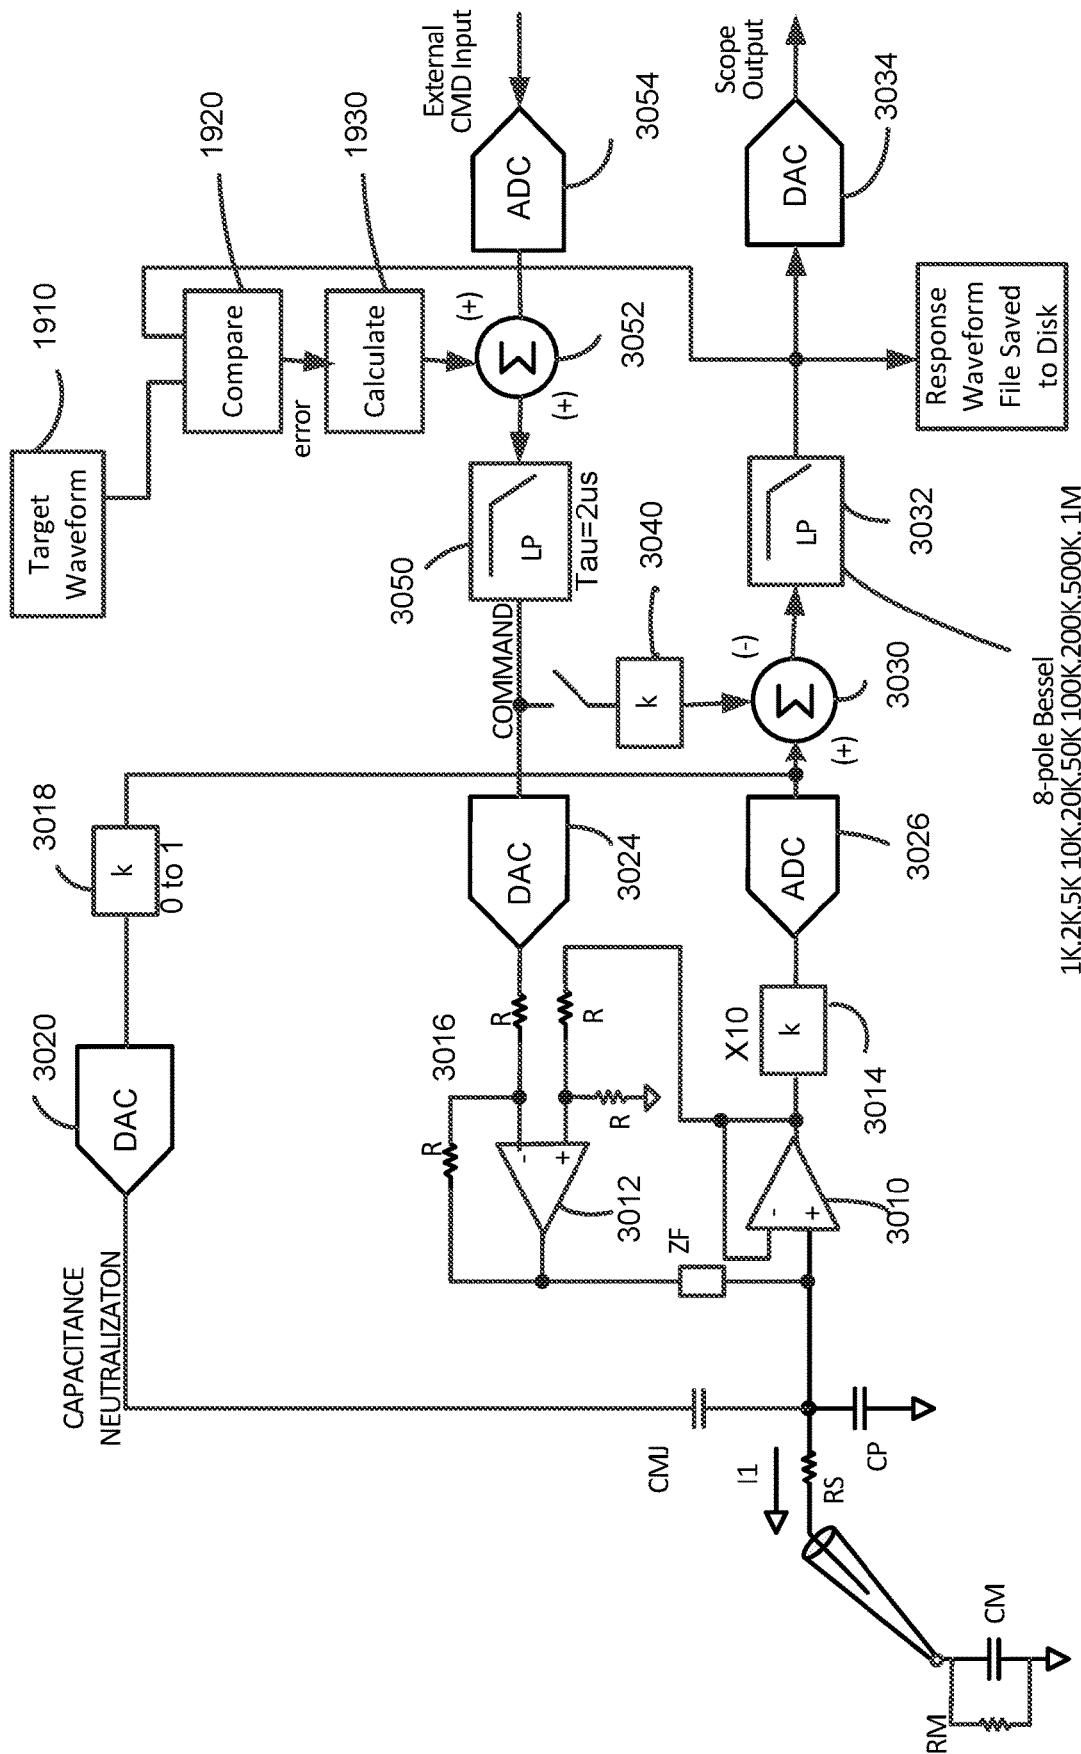 1910
Target
Waveform
1920
Compare
error
1930
Calculate
External
CMD Input
ADC
3054
(+)
Σ
3052
(+)
LP
3050
Tau=2us
COMMAND
k
3040
Scope
Output
DAC
3034
Response
Waveform
File Saved
to Disk
LP
3032
8-pole Bessel
1K,2K,5K 10K,20K,50K 100K,200K,500K,1M
(-)
Σ
3030
(+)
k
0 to 1
3018
DAC
3020
DAC
3024
ADC
3026
X10
k
3014
R
R
R
R
3016
-
+
3012
-
+
3010
ZF
CAPACITANCE
NEUTRALIZATON
CMJ
CP
I1
RS
CM
RM